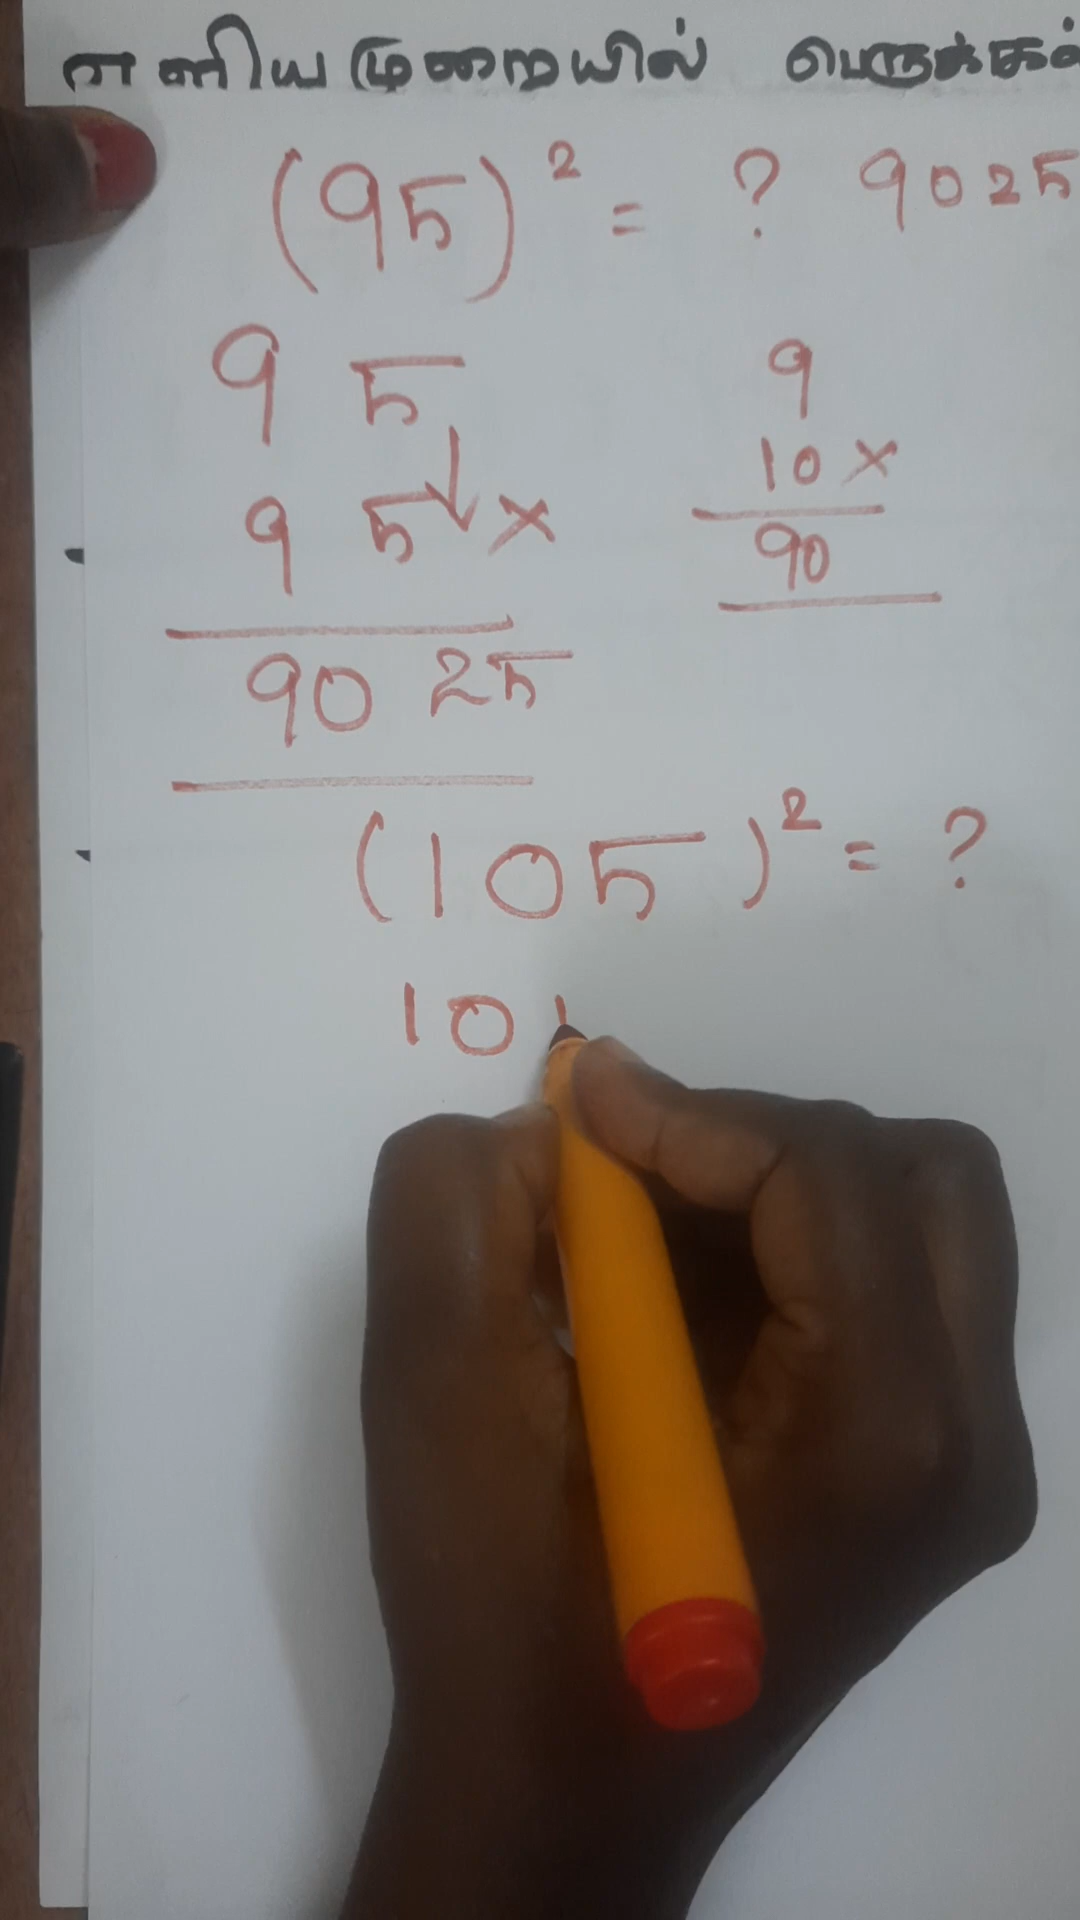 எளிய முறையில் பெருக்கல்
(95)² = ? 9025
95
95 ×
9025
9
10 ×
90
(105)² = ?
10